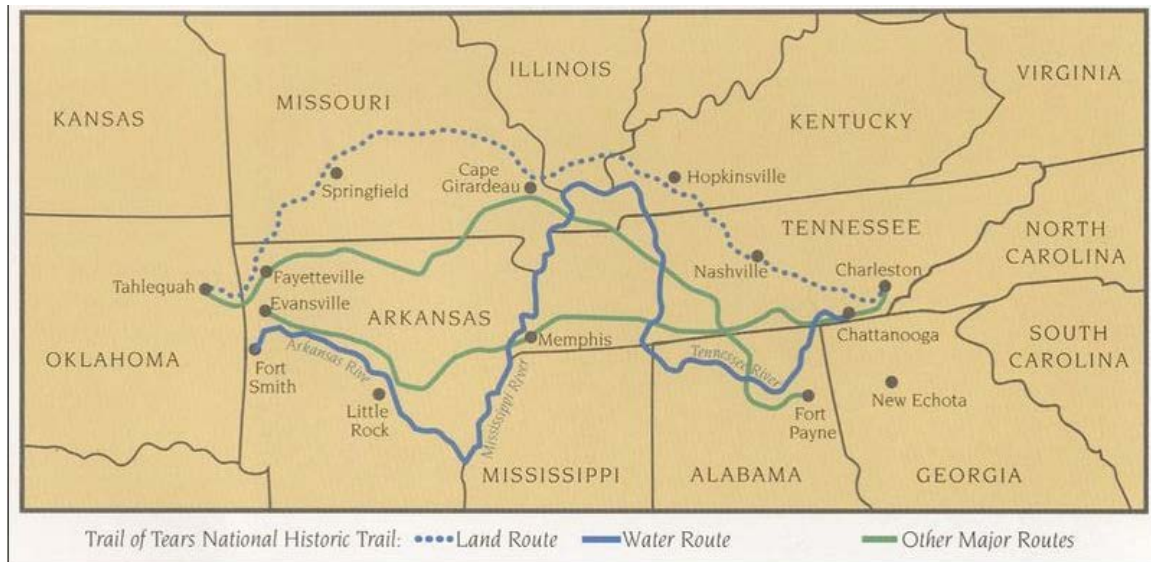 ILLINOIS
VIRGINIA
MISSOURI
KANSAS
KENTUCKY
Cape
Girardeau
Hopkinsville
Springfield
TENNESSEE
NORTH
CAROLINA
Nashville
Charleston
Fayetteville
Tahlequah
Evansville
ARKANSAS
Chattanooga
Memphis
SOUTH
CAROLINA
OKLAHOMA
Arkansas River
Tennessee River
Fort
Smith
Mississippi River
New Echota
Little
Rock
Fort
Payne
MISSISSIPPI
ALABAMA
GEORGIA
Trail of Tears National Historic Trail: Land Route Water Route Other Major Routes